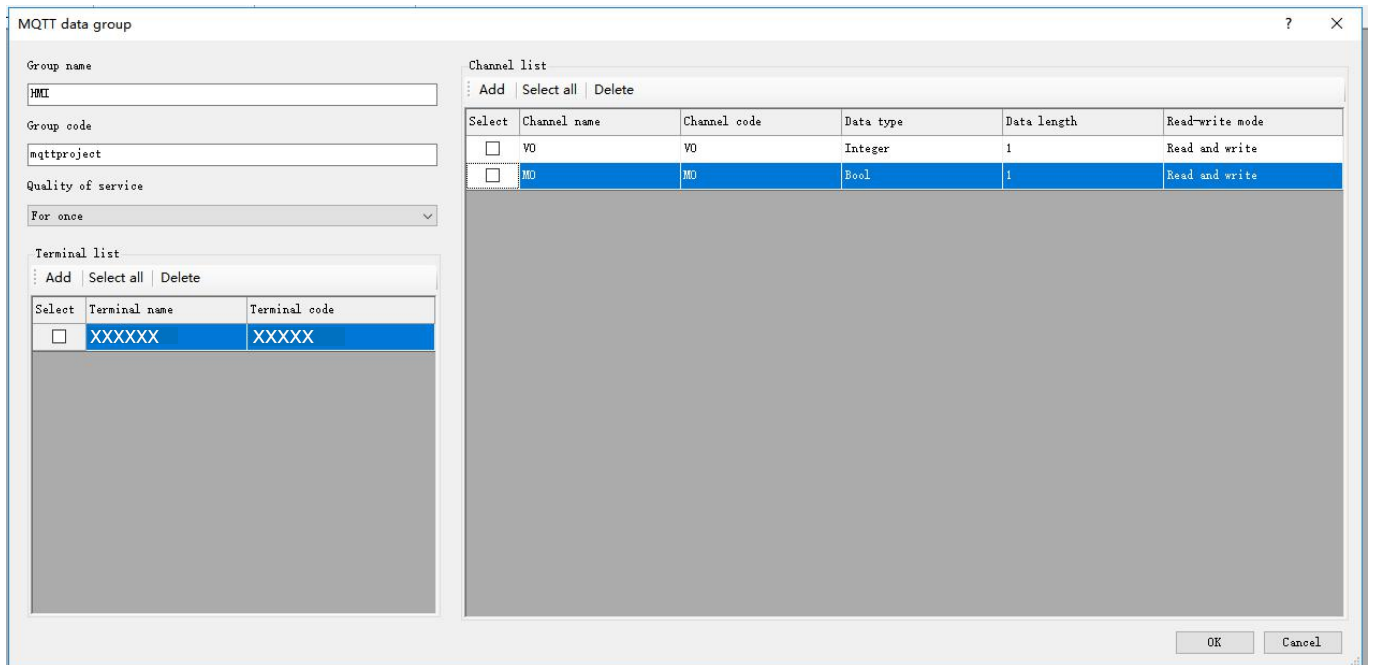 MQTT data group ? ×
Group name
HMI
Group code
mqttproject
Quality of service
For once
Terminal list
Add Select all Delete
Select Terminal name Terminal code
XXXXXX XXXXX
Channel list
Add Select all Delete
Select Channel name Channel code Data type Data length Read-write mode
V0 V0 Integer 1 Read and write
M0 M0 Bool 1 Read and write
OK Cancel